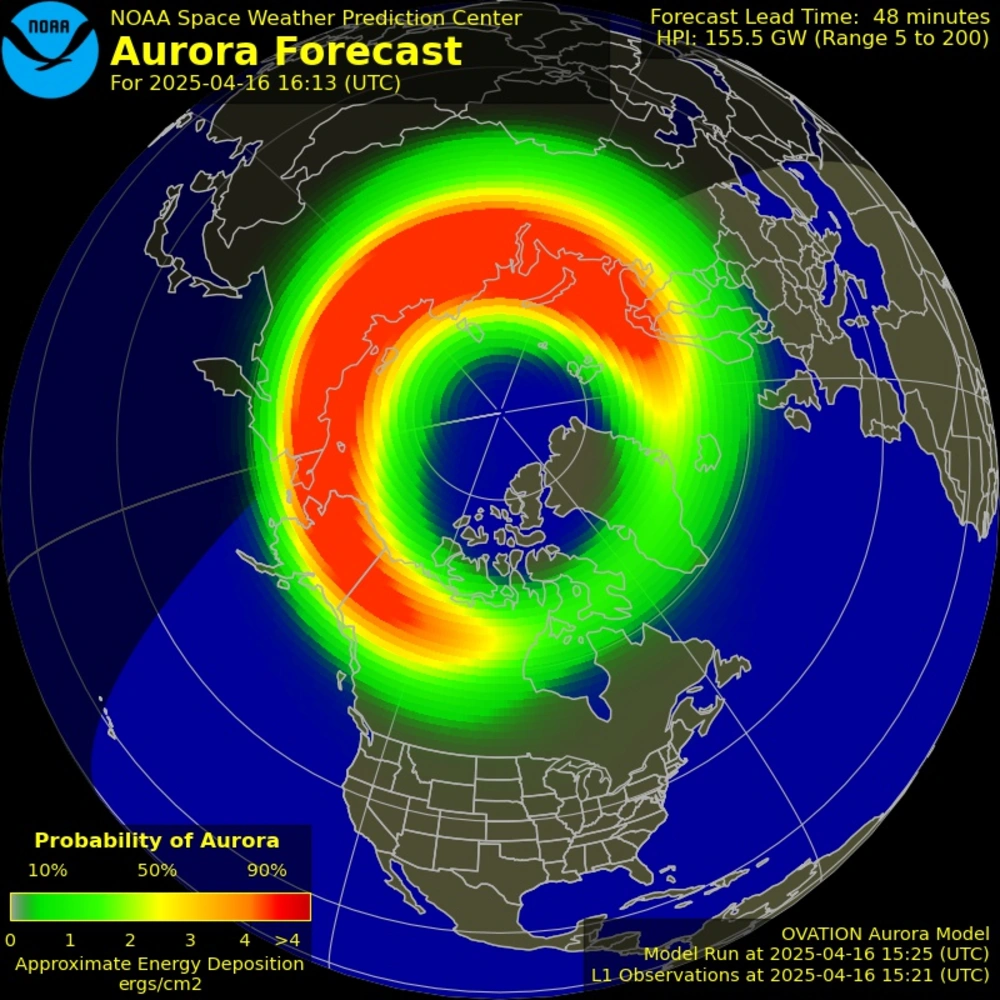 NOAA
NOAA Space Weather Prediction Center
Aurora Forecast
For 2025-04-16 16:13 (UTC)
Forecast Lead Time: 48 minutes
HPI: 155.5 GW (Range 5 to 200)
Probability of Aurora
10% 50% 90%
0 1 2 3 4 >4
Approximate Energy Deposition
ergs/cm2
OVATION Aurora Model
Model Run at 2025-04-16 15:25 (UTC)
L1 Observations at 2025-04-16 15:21 (UTC)